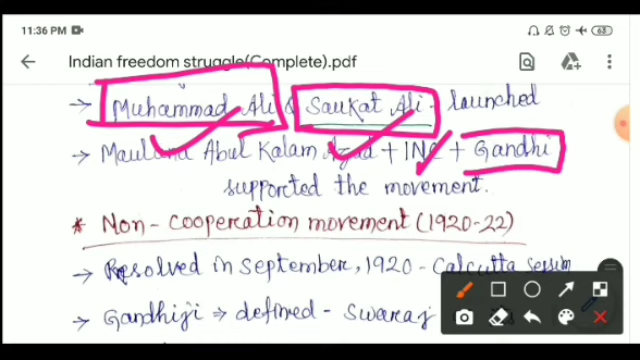 11:36 PM 63
Indian freedom struggle(Complete).pdf
→ Muhammad Ali & Saukat Ali - launched
→ Maulana Abul Kalam Azad + INC + Gandhi
supported the movement.
* Non-Cooperation movement (1920-22)
→ Resolved in September, 1920 - Calcutta session
→ Gandhiji ⇒ defined - Swaraj